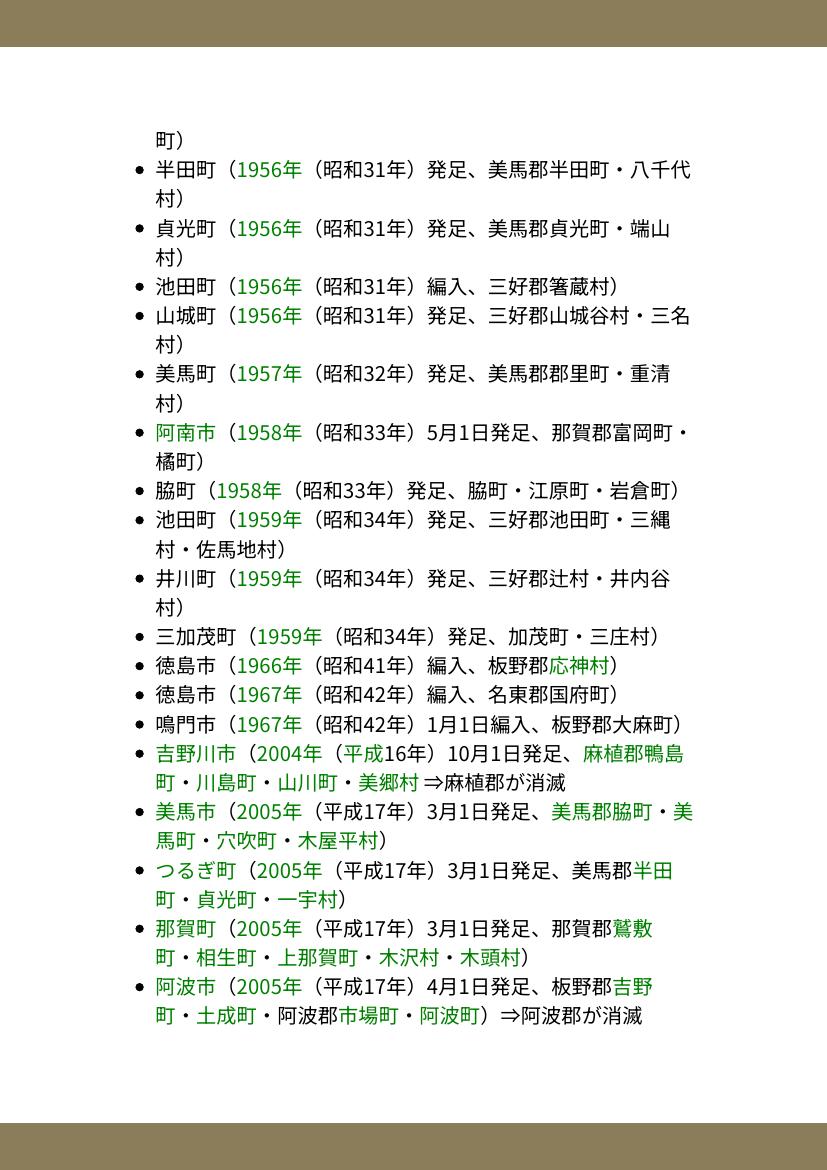 町）
半田町（1956年（昭和31年）発足、美馬郡半田町・八千代
村）
貞光町（1956年（昭和31年）発足、美馬郡貞光町・端山
村）
池田町（1956年（昭和31年）編入、三好郡箸蔵村）
山城町（1956年（昭和31年）発足、三好郡山城谷村・三名
村）
美馬町（1957年（昭和32年）発足、美馬郡郡里町・重清
村）
阿南市（1958年（昭和33年）5月1日発足、那賀郡富岡町・
橘町）
脇町（1958年（昭和33年）発足、脇町・江原町・岩倉町）
池田町（1959年（昭和34年）発足、三好郡池田町・三縄
村・佐馬地村）
井川町（1959年（昭和34年）発足、三好郡辻村・井内谷
村）
三加茂町（1959年（昭和34年）発足、加茂町・三庄村）
徳島市（1966年（昭和41年）編入、板野郡応神村）
徳島市（1967年（昭和42年）編入、名東郡国府町）
鳴門市（1967年（昭和42年）1月1日編入、板野郡大麻町）
吉野川市（2004年（平成16年）10月1日発足、麻植郡鴨島
町・川島町・山川町・美郷村 ⇒麻植郡が消滅
美馬市（2005年（平成17年）3月1日発足、美馬郡脇町・美
馬町・穴吹町・木屋平村）
つるぎ町（2005年（平成17年）3月1日発足、美馬郡半田
町・貞光町・一宇村）
那賀町（2005年（平成17年）3月1日発足、那賀郡鷲敷
町・相生町・上那賀町・木沢村・木頭村）
阿波市（2005年（平成17年）4月1日発足、板野郡吉野
町・土成町・阿波郡市場町・阿波町）⇒阿波郡が消滅